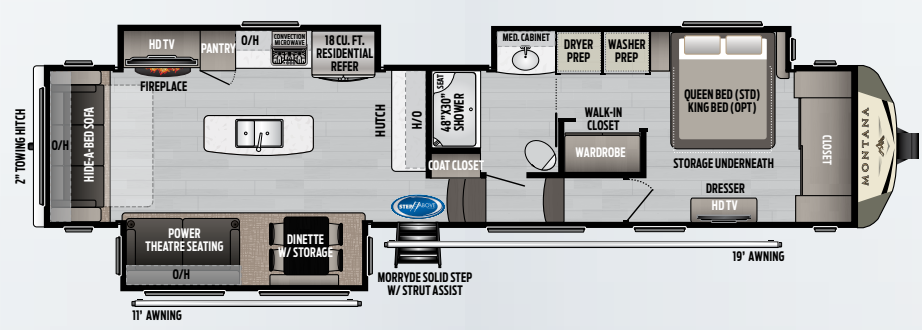 HD TV
FIREPLACE
PANTRY
O/H
CONVECTION
MICROWAVE
18 CU. FT.
RESIDENTIAL
REFER
MED. CABINET
DRYER
PREP
WASHER
PREP
QUEEN BED (STD)
KING BED (OPT)
STORAGE UNDERNEATH
2" TOWING HITCH
O/H
HIDE-A-BED SOFA
HUTCH
H/O
SEAT
48"X30"
SHOWER
COAT CLOSET
WALK-IN
CLOSET
WARDROBE
CLOSET
MONTANA
DRESSER
HD TV
STEP ABOVE
POWER
THEATRE SEATING
O/H
DINETTE
W/ STORAGE
MORRYDE SOLID STEP
W/ STRUT ASSIST
19' AWNING
11' AWNING